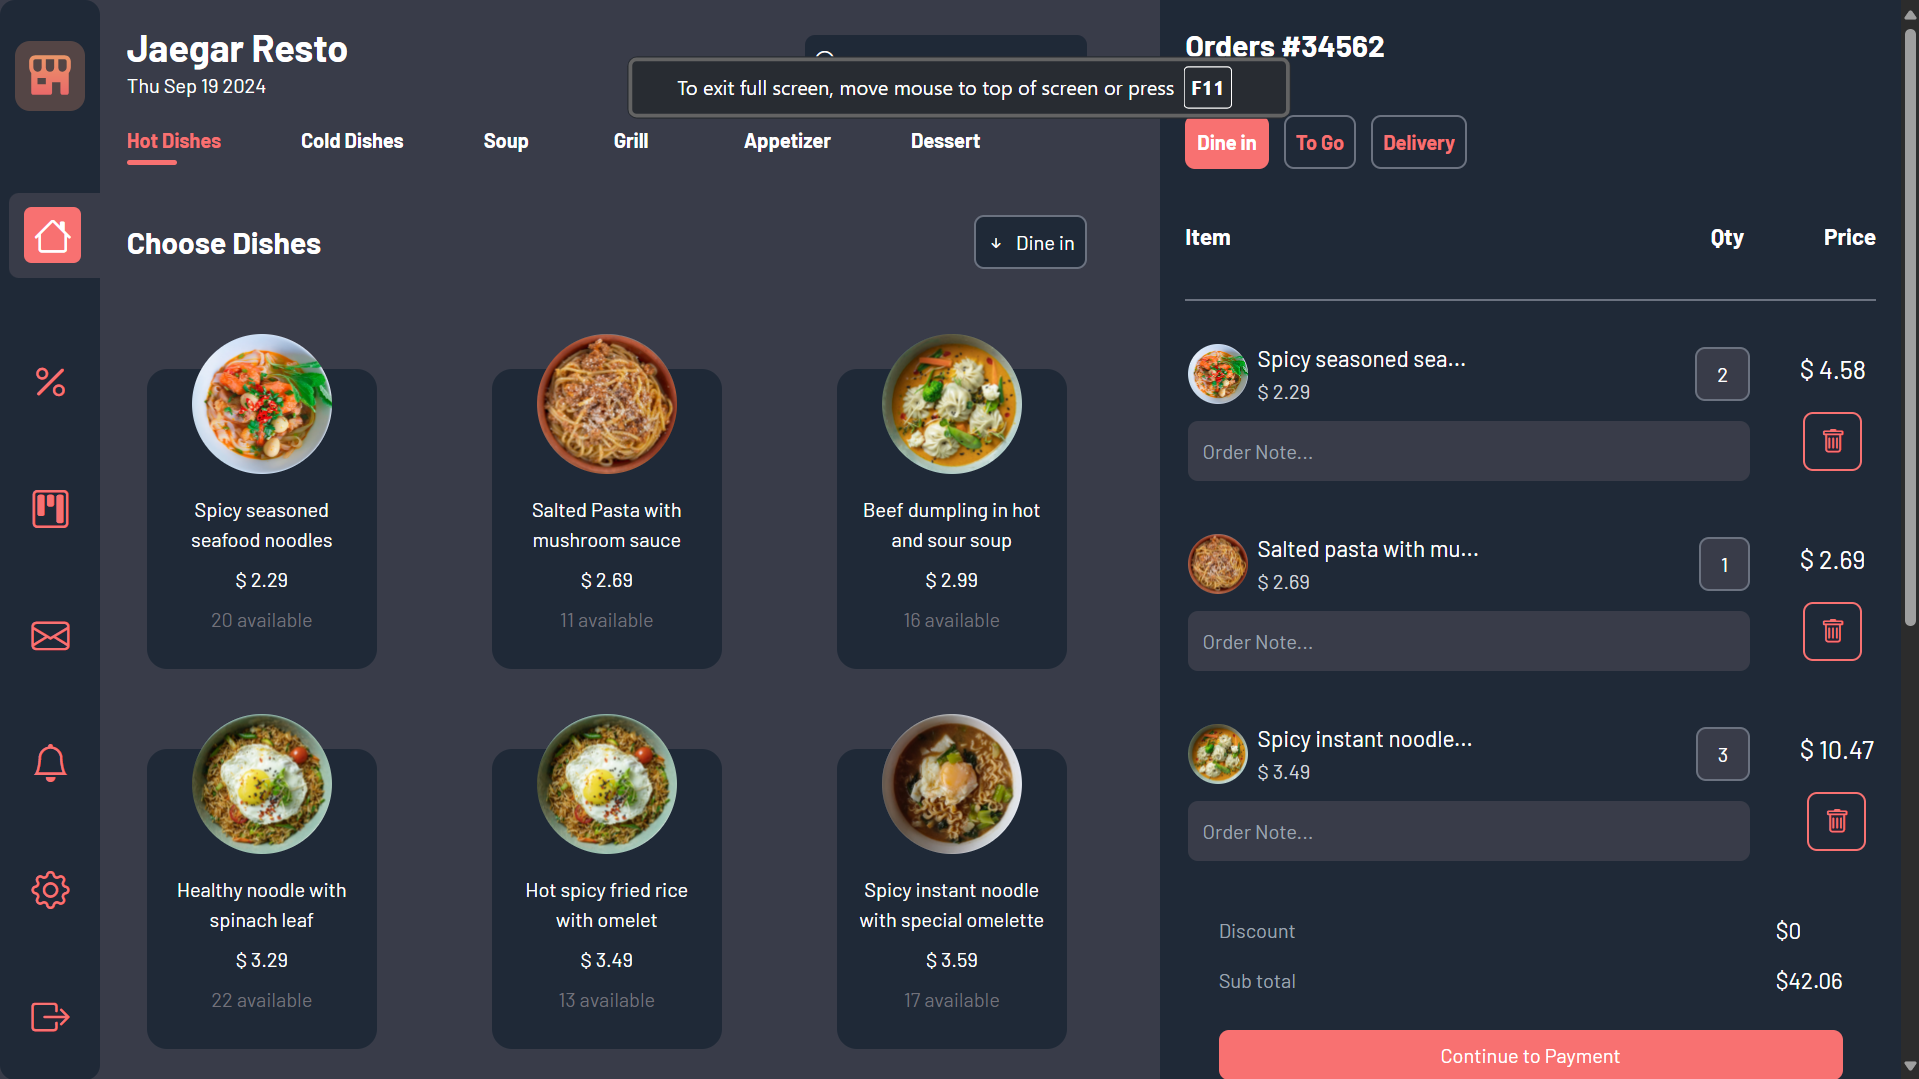 Jaegar Resto
Thu Sep 19 2024
To exit full screen, move mouse to top of screen or press F11
Hot Dishes
Cold Dishes
Soup
Grill
Appetizer
Dessert
Choose Dishes
Dine in
Spicy seasoned
seafood noodles
$ 2.29
20 available
Salted Pasta with
mushroom sauce
$ 2.69
11 available
Beef dumpling in hot
and sour soup
$ 2.99
16 available
Healthy noodle with
spinach leaf
$ 3.29
22 available
Hot spicy fried rice
with omelet
$ 3.49
13 available
Spicy instant noodle
with special omelette
$ 3.59
17 available
Orders #34562
Dine in
To Go
Delivery
Item
Qty
Price
Spicy seasoned sea...
$ 2.29
2
$ 4.58
Order Note...
Salted pasta with mu...
$ 2.69
1
$ 2.69
Order Note...
Spicy instant noodle...
$ 3.49
3
$ 10.47
Order Note...
Discount
$0
Sub total
$42.06
Continue to Payment